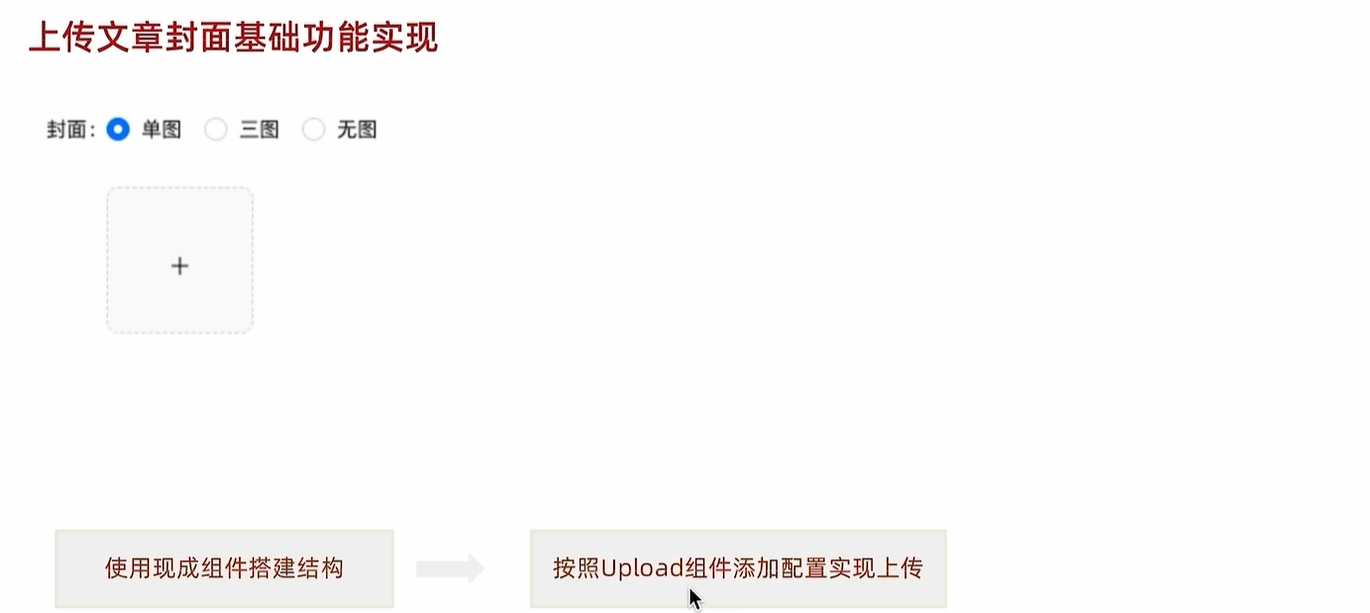 上传文章封面基础功能实现
封面： 单图 三图 无图
+
使用现成组件搭建结构
按照Upload组件添加配置实现上传